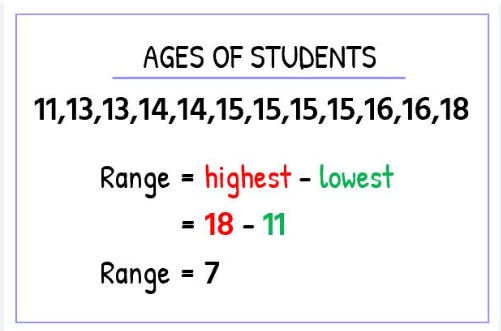 AGES OF STUDENTS
11,13,13,14,14,15,15,15,15,16,16,18
Range = highest - lowest
= 18 - 11
Range = 7